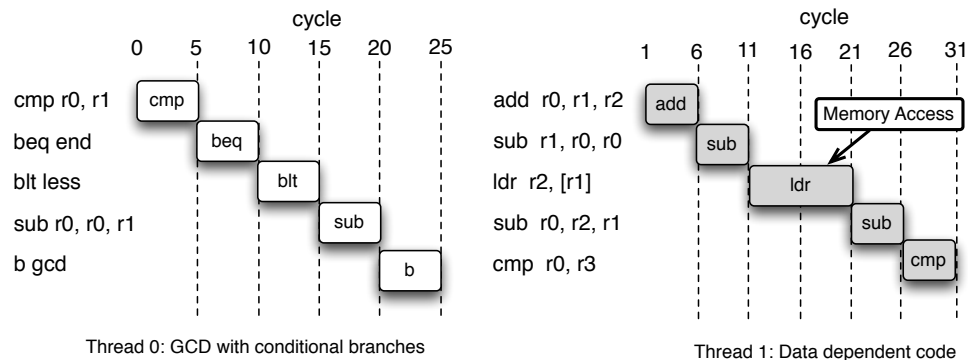 cycle
0 5 10 15 20 25
cmp r0, r1 cmp
beq end beq
blt less blt
sub r0, r0, r1 sub
b gcd b
Thread 0: GCD with conditional branches
cycle
1 6 11 16 21 26 31
add r0, r1, r2 add
Memory Access
sub r1, r0, r0 sub
ldr r2, [r1] ldr
sub r0, r2, r1 sub
cmp r0, r3 cmp
Thread 1: Data dependent code